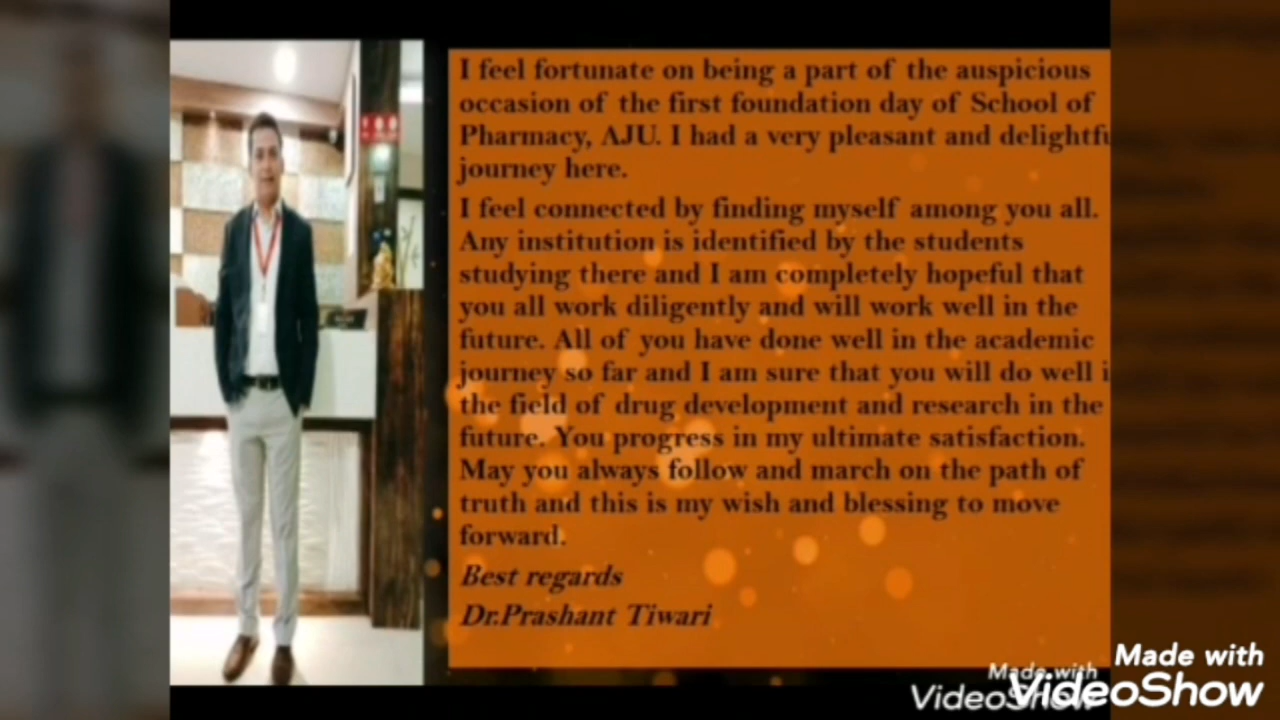 I feel fortunate on being a part of the auspicious
occasion of the first foundation day of School of
Pharmacy, AJU. I had a very pleasant and delightfu
journey here.
I feel connected by finding myself among you all.
Any institution is identified by the students
studying there and I am completely hopeful that
you all work diligently and will work well in the
future. All of you have done well in the academic
journey so far and I am sure that you will do well i
the field of drug development and research in the
future. You progress in my ultimate satisfaction.
May you always follow and march on the path of
truth and this is my wish and blessing to move
forward.
Best regards
Dr.Prashant Tiwari
Made with
VideoShow
Made with
VideoShow